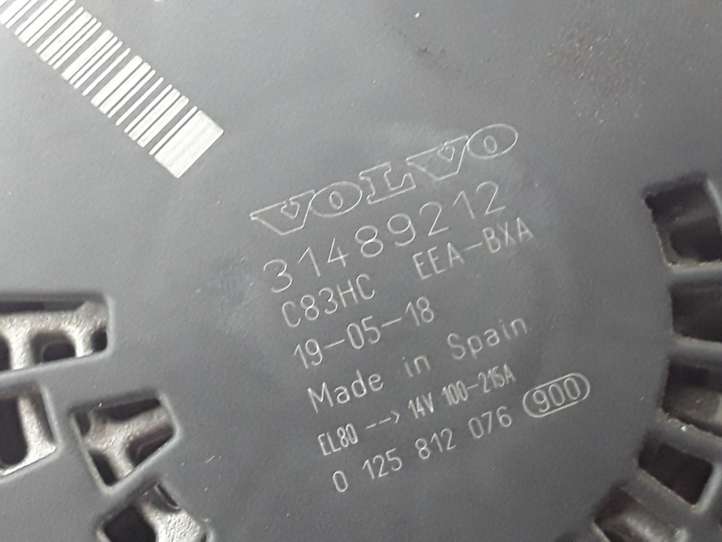 VOLVO
31489212
C83HC EEA-BXA
19-05-18
Made in Spain
EL80 --> 14V 100-215A
0 125 812 076 900